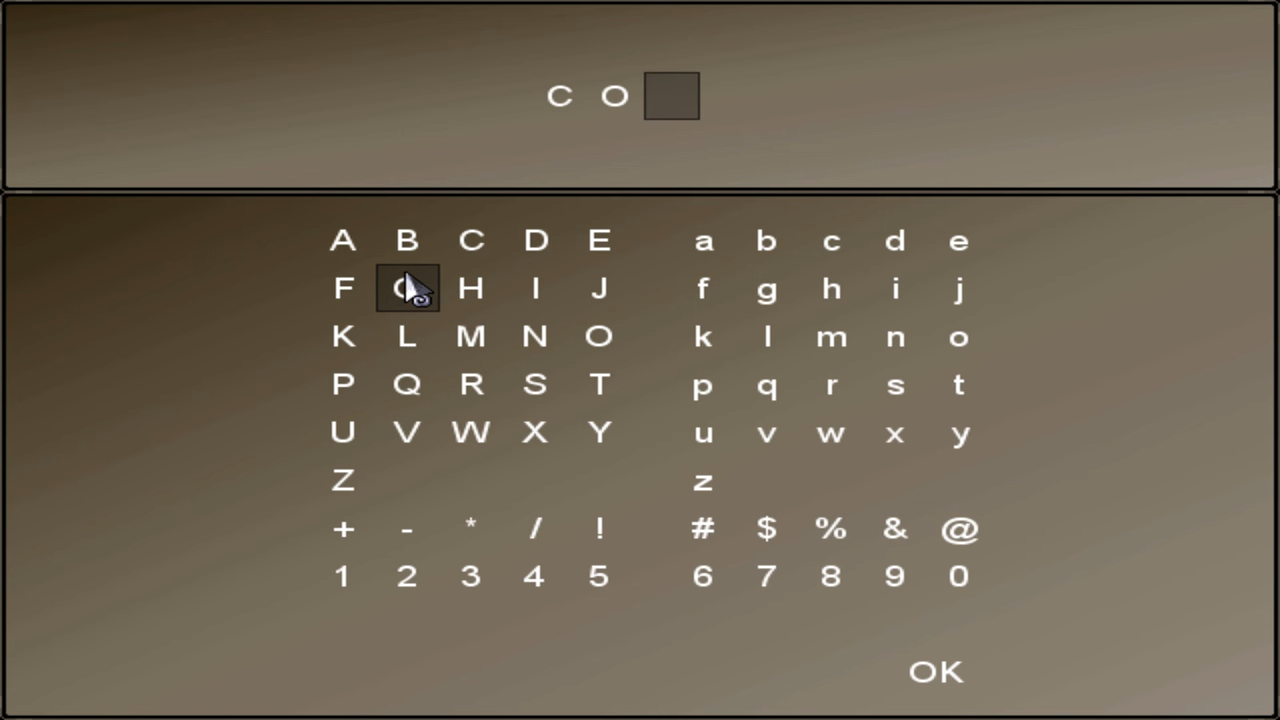 C O
A B C D E a b c d e
F G H I J f g h i j
K L M N O k l m n o
P Q R S T p q r s t
U V W X Y u v w x y
Z z
+ - * / ! # $ % & @
1 2 3 4 5 6 7 8 9 0
OK